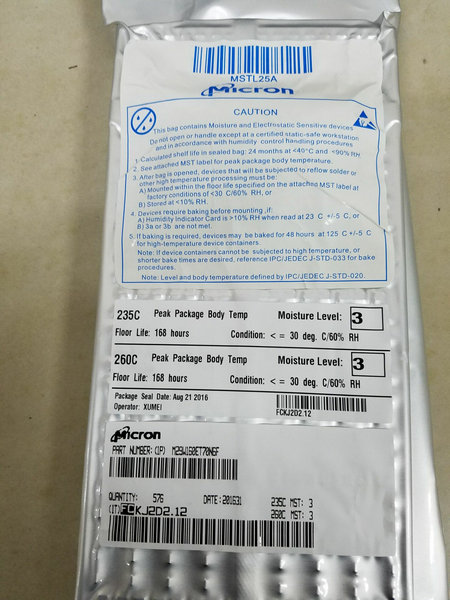 MSTL25A
Micron
CAUTION
This bag contains Moisture and Electrostatic Sensitive devices
Do not open or handle except at a certified static-safe workstation
and in accordance with humidity control handling procedures
1. Calculated shelf life in sealed bag: 24 months at <40°C and <90% RH
2. See attached MST label for peak package body temperature.
3. After bag is opened, devices that will be subjected to reflow solder or
other high temperature processing must be:
A) Mounted within the floor life specified on the attached MST label at
factory conditions of <30 C/60% RH, or
B) Stored at <10% RH.
4. Devices require baking before mounting ,if:
A) Humidity Indicator Card is >10% RH when read at 23 C +/-5 C, or
B) 3a or 3b are not met.
5. If baking is required, devices may be baked for 48 hours at 125 C +/-5 C
for high-temperature device containers.
Note: If device containers cannot be subjected to high temperature, or
shorter bake times are desired, reference IPC/JEDEC J-STD-033 for bake
procedures.
Note: Level and body temperature defined by IPC/JEDEC J-STD-020.
235C Peak Package Body Temp Moisture Level: 3
Floor Life: 168 hours Condition: < = 30 deg. C/60% RH
260C Peak Package Body Temp Moisture Level: 3
Floor Life: 168 hours Condition: < = 30 deg. C/60% RH
Package Seal Date: Aug 21 2016
Operator: XUMEI
FCKJ2D2.12
Micron
PART NUMBER:(1P) M29W160ET70N6F
QUANTITY: 576 DATE:201631 235C MST: 3
(1T)FCKJ2D2.12 260C MST: 3